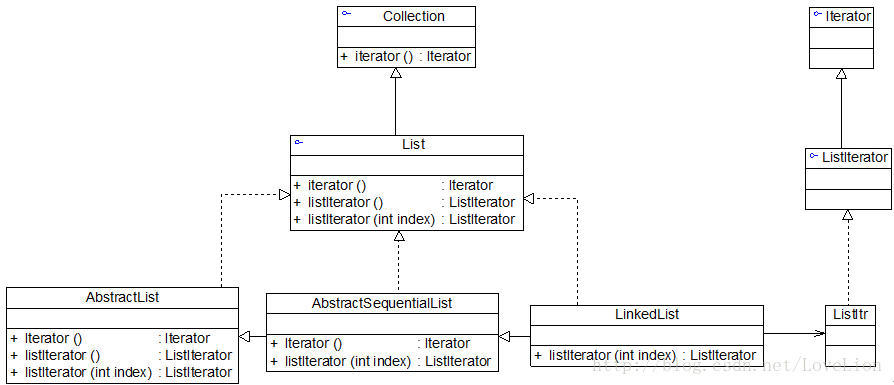 Collection
+ iterator () : Iterator
Iterator
List
+ iterator () : Iterator
+ listIterator () : ListIterator
+ listIterator (int index) : ListIterator
ListIterator
AbstractList
+ Iterator () : Iterator
+ listIterator () : ListIterator
+ listIterator (int index) : ListIterator
AbstractSequentialList
+ Iterator () : Iterator
+ listIterator (int index) : ListIterator
LinkedList
+ listIterator (int index) : ListIterator
ListItr
http://blog.csdn.net/LoveLion